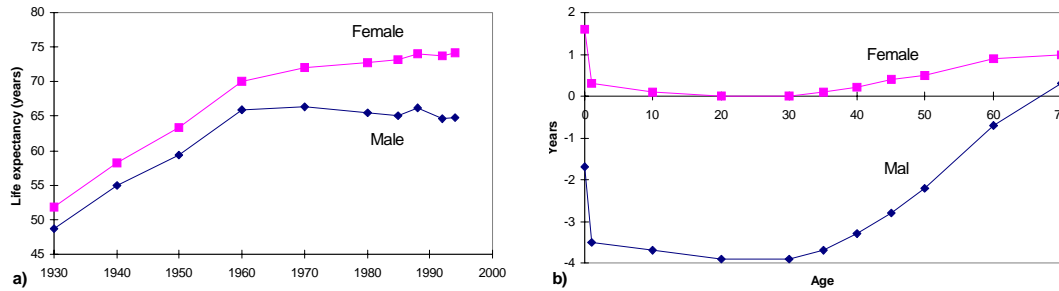 80
75
70
65
60
55
50
45
Life expectancy (years)
Female
Male
1930 1940 1950 1960 1970 1980 1990 2000
a)
2
1
0
-1
-2
-3
-4
Years
Female
Mal
0 10 20 30 40 50 60 70
Age
b)